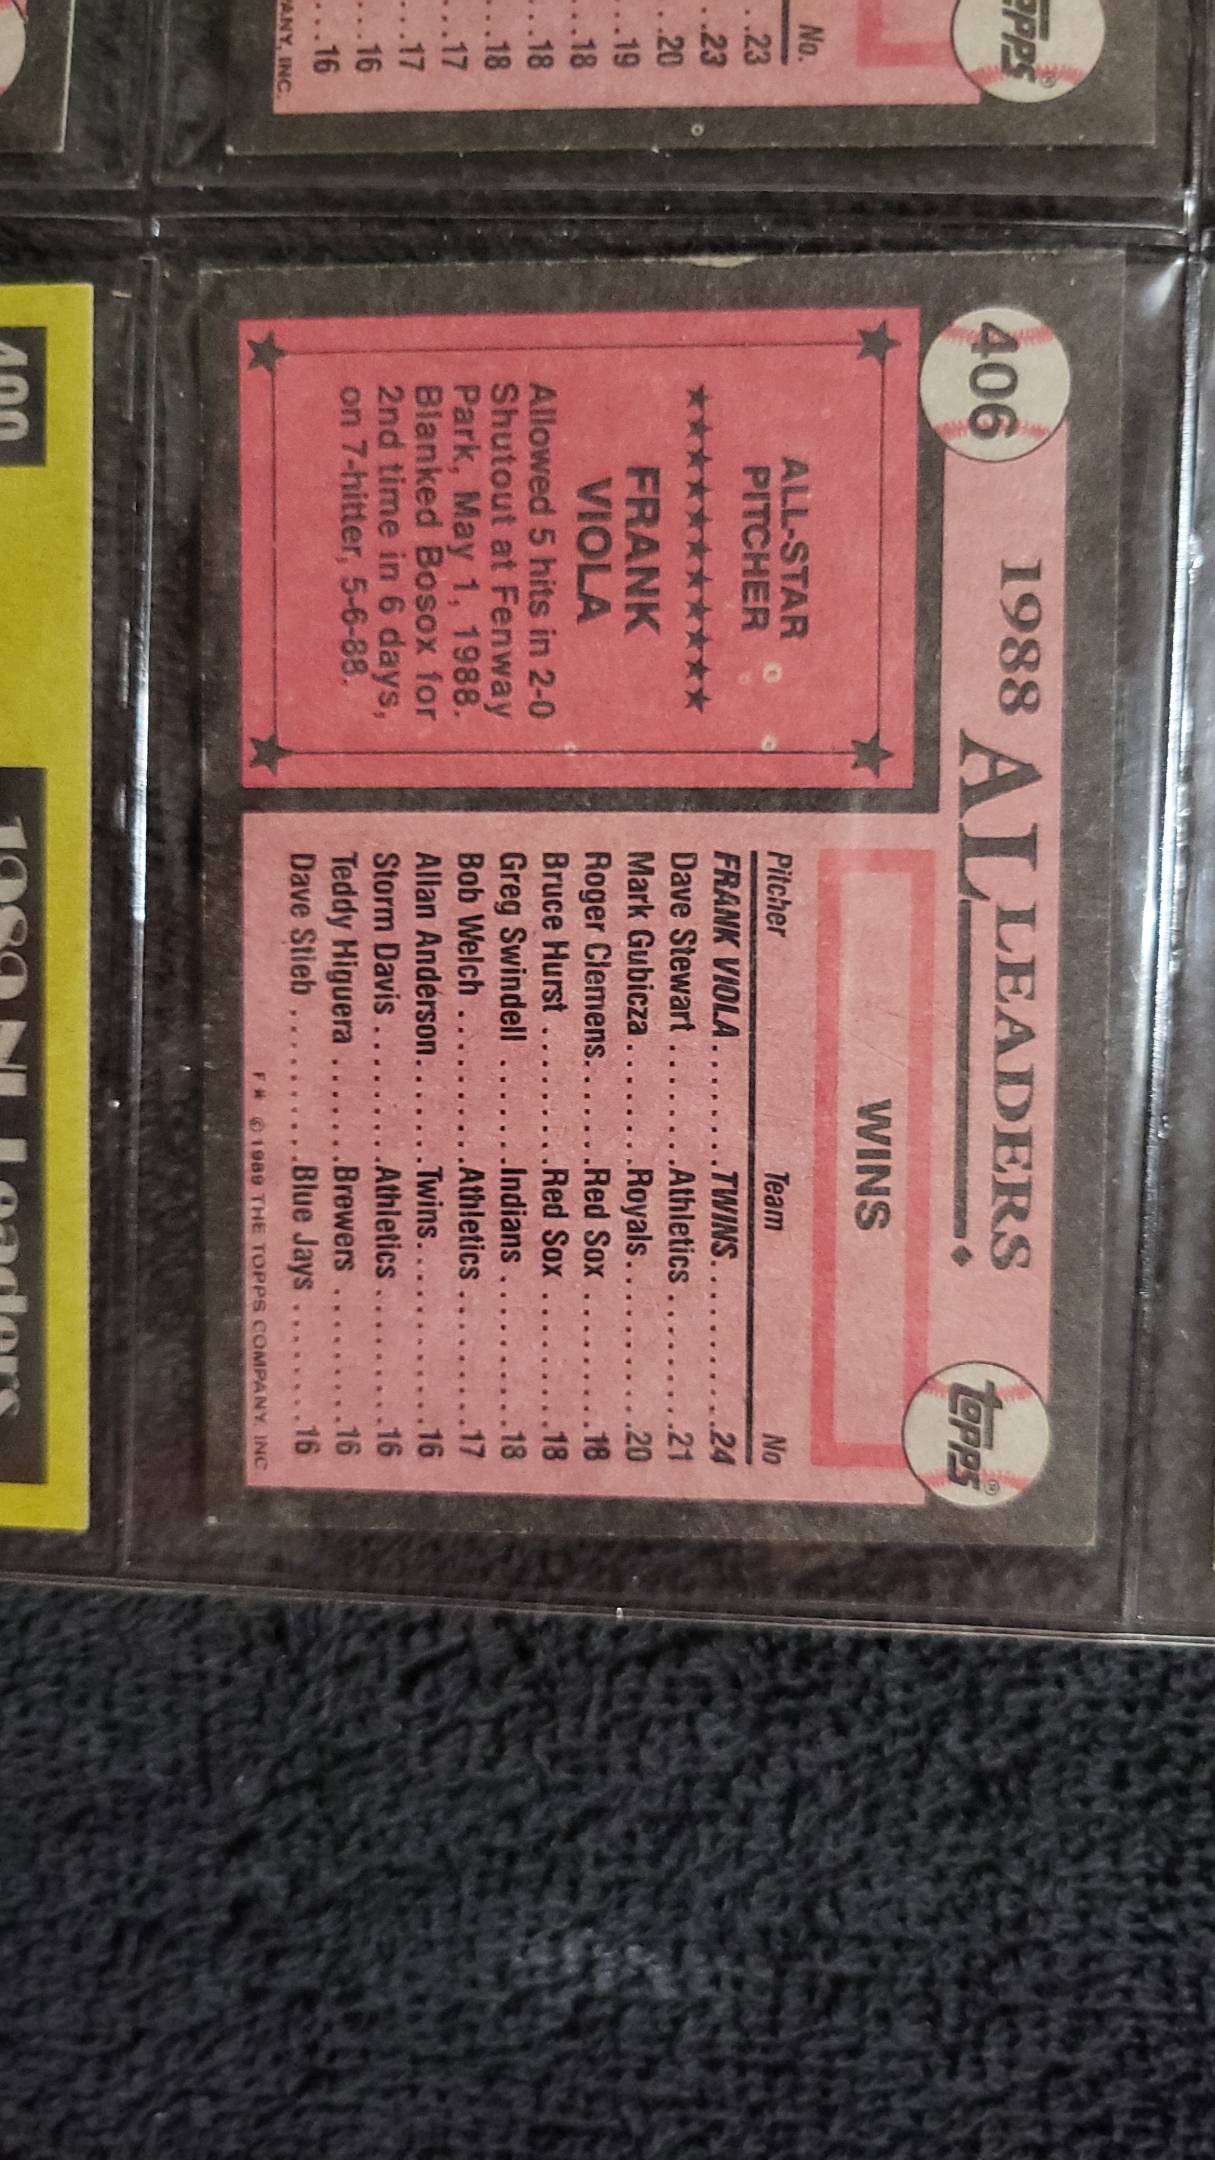 406
1988 AL LEADERS
topps®
ALL-STAR
PITCHER
★★★★★★★★★★
FRANK
VIOLA
Allowed 5 hits in 2-0
Shutout at Fenway
Park, May 1, 1988.
Blanked Bosox for
2nd time in 6 days,
on 7-hitter, 5-6-88.
WINS
Pitcher Team No
FRANK VIOLA........TWINS..........24
Dave Stewart........Athletics........21
Mark Gubicza........Royals..........20
Roger Clemens......Red Sox........18
Bruce Hurst.........Red Sox........18
Greg Swindell.......Indians.........18
Bob Welch..........Athletics........17
Allan Anderson......Twins..........16
Storm Davis........Athletics........16
Teddy Higuera......Brewers........16
Dave Stieb..........Blue Jays.......16
F* © 1989 THE TOPPS COMPANY. INC
No.
..23
..23
..20
...19
...18
...18
...18
...17
...17
...16
...16
PANY, INC.
400